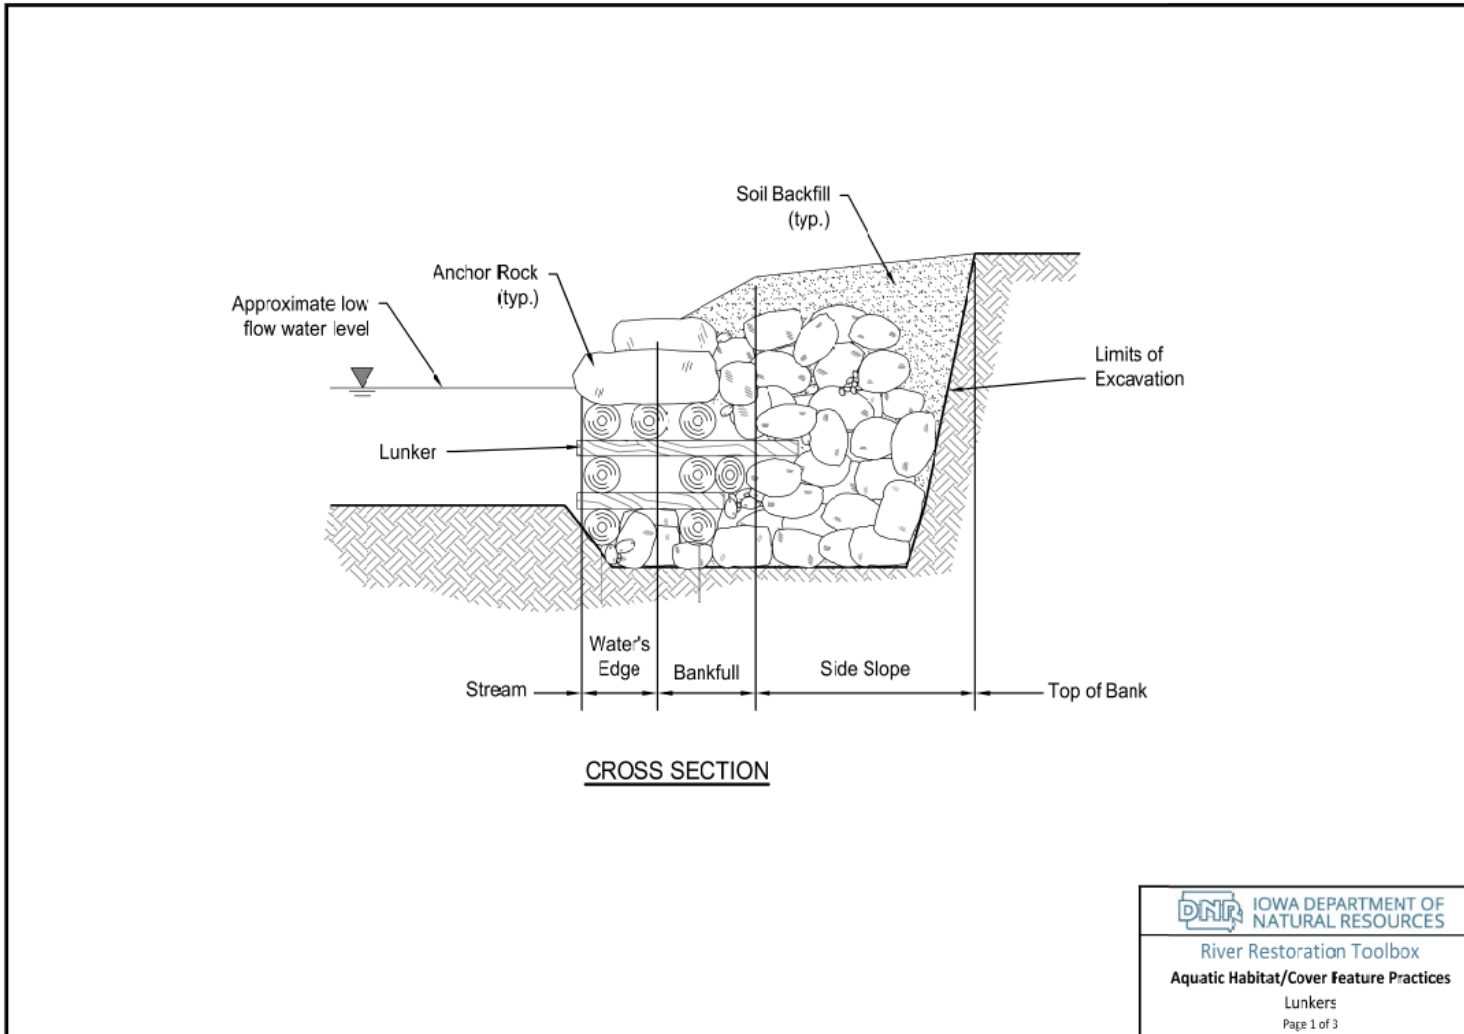 Soil Backfill
(typ.)
Anchor Rock
(typ.)
Approximate low
flow water level
Limits of
Excavation
Lunker
Water's
Edge
Bankfull
Side Slope
Stream
Top of Bank
CROSS SECTION
DNR
IOWA DEPARTMENT OF
NATURAL RESOURCES
River Restoration Toolbox
Aquatic Habitat/Cover Feature Practices
Lunkers
Page 1 of 3